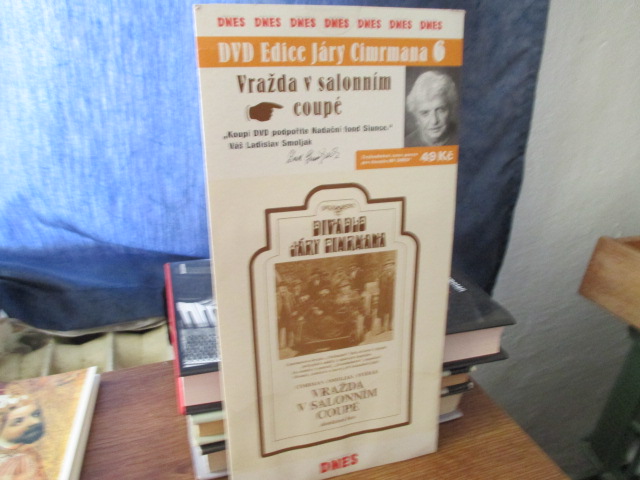 DNES DNES DNES DNES DNES DNES DNES
DVD Edice Járy Cimrmana 6
Vražda v salonním
coupé
„Koupí DVD podpoříte Nadační fond Slunce.“
Váš Ladislav Smoljak
49 Kč
DIVADLO
JÁRY CIMRMANA
VRAŽDA
V SALONNÍM
COUPÉ
DNES